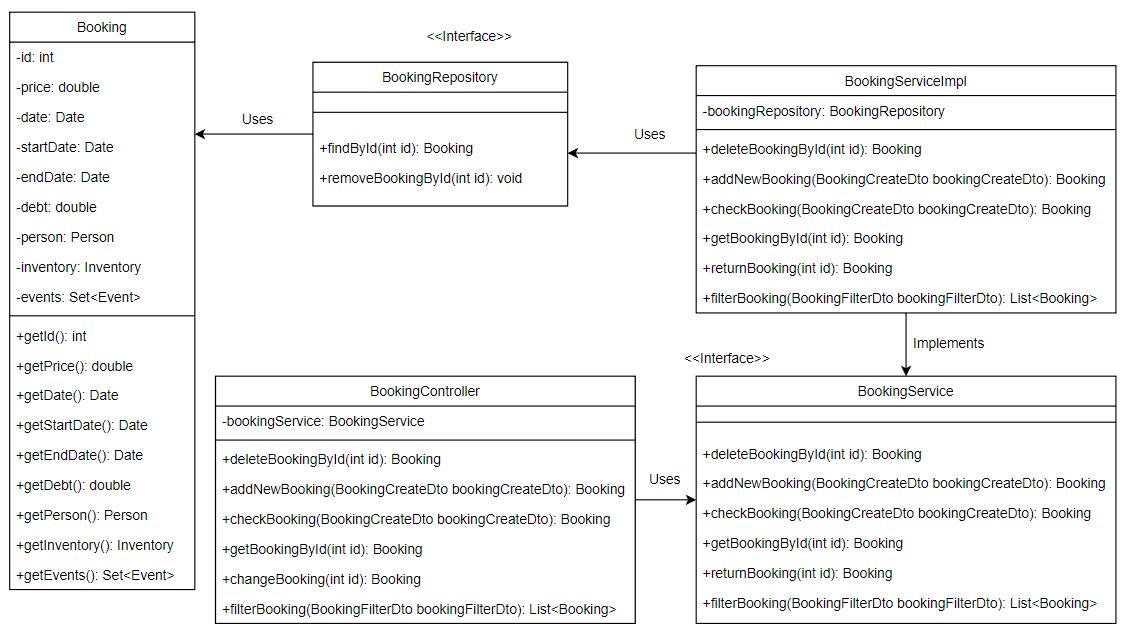 Booking
-id: int
-price: double
-date: Date
-startDate: Date
-endDate: Date
-debt: double
-person: Person
-inventory: Inventory
-events: Set<Event>
+getId(): int
+getPrice(): double
+getDate(): Date
+getStartDate(): Date
+getEndDate(): Date
+getDebt(): double
+getPerson(): Person
+getInventory(): Inventory
+getEvents(): Set<Event>
Uses
<<Interface>>
BookingRepository
+findById(int id): Booking
+removeBookingById(int id): void
Uses
BookingServiceImpl
-bookingRepository: BookingRepository
+deleteBookingById(int id): Booking
+addNewBooking(BookingCreateDto bookingCreateDto): Booking
+checkBooking(BookingCreateDto bookingCreateDto): Booking
+getBookingById(int id): Booking
+returnBooking(int id): Booking
+filterBooking(BookingFilterDto bookingFilterDto): List<Booking>
Implements
BookingController
-bookingService: BookingService
+deleteBookingById(int id): Booking
+addNewBooking(BookingCreateDto bookingCreateDto): Booking
+checkBooking(BookingCreateDto bookingCreateDto): Booking
+getBookingById(int id): Booking
+changeBooking(int id): Booking
+filterBooking(BookingFilterDto bookingFilterDto): List<Booking>
Uses
<<Interface>>
BookingService
+deleteBookingById(int id): Booking
+addNewBooking(BookingCreateDto bookingCreateDto): Booking
+checkBooking(BookingCreateDto bookingCreateDto): Booking
+getBookingById(int id): Booking
+returnBooking(int id): Booking
+filterBooking(BookingFilterDto bookingFilterDto): List<Booking>